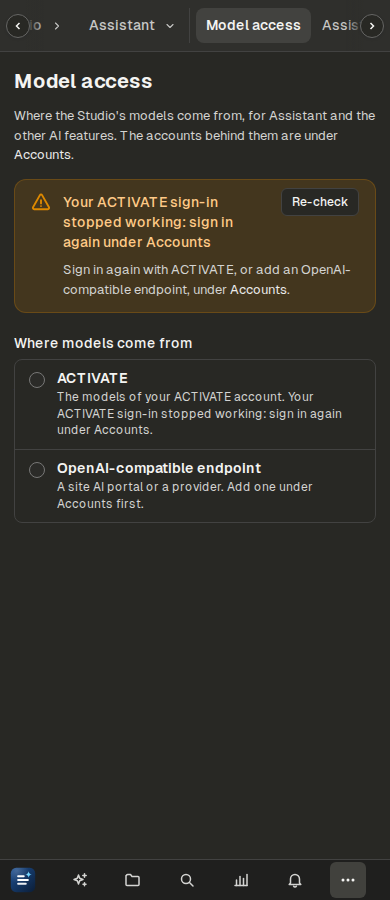 o
Assistant
Model access
Assis
Model access
Where the Studio's models come from, for Assistant and the
other AI features. The accounts behind them are under
Accounts.
Your ACTIVATE sign-in
stopped working: sign in
again under Accounts
Re-check
Sign in again with ACTIVATE, or add an OpenAI-
compatible endpoint, under Accounts.
Where models come from
ACTIVATE
The models of your ACTIVATE account. Your
ACTIVATE sign-in stopped working: sign in again
under Accounts.
OpenAI-compatible endpoint
A site AI portal or a provider. Add one under
Accounts first.